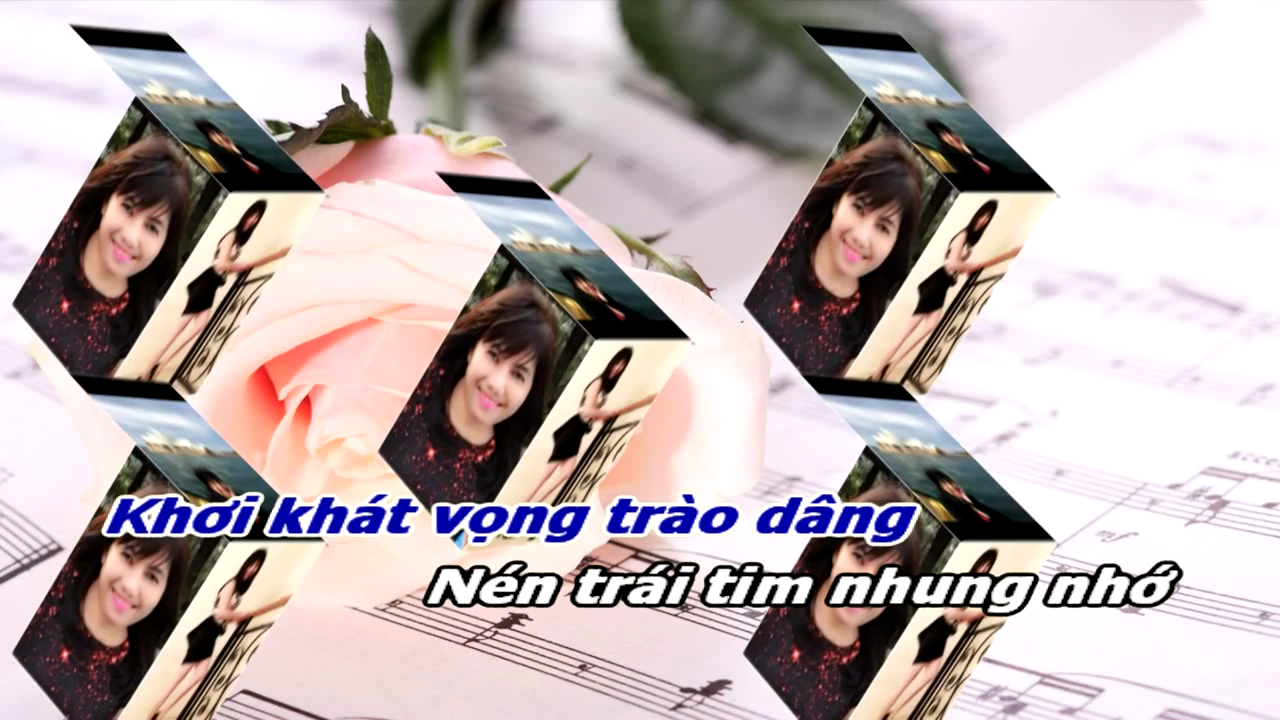 Khơi khát vọng trào dâng
Nén trái tim nhung nhớ